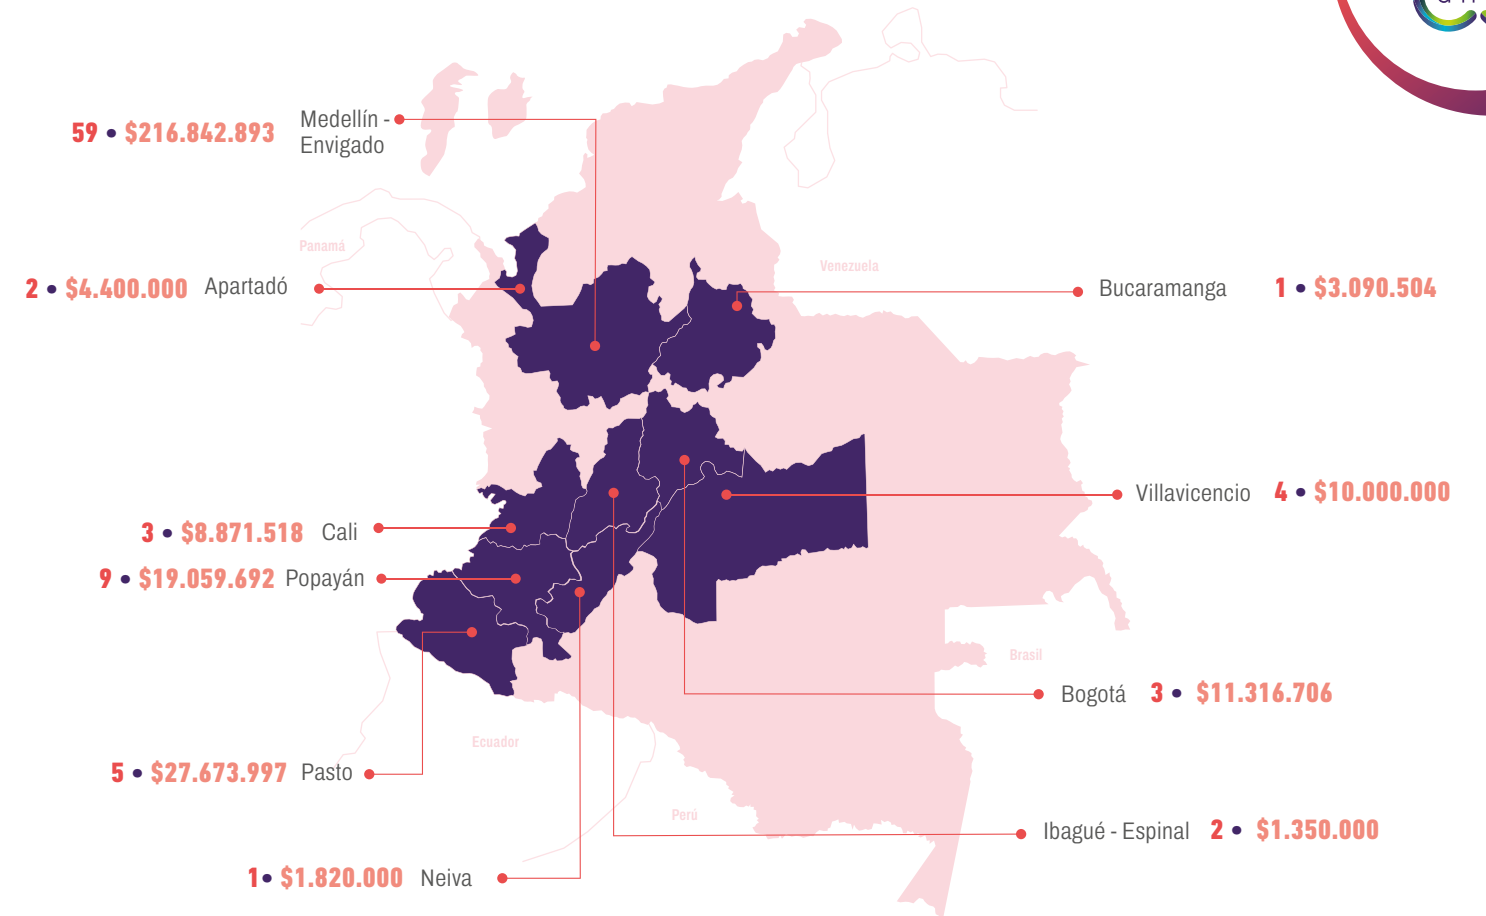 59 • $216.842.893 Medellín -
Envigado
Panamá
Venezuela
2 • $4.400.000 Apartadó
Bucaramanga 1 • $3.090.504
Villavicencio 4 • $10.000.000
3 • $8.871.518 Cali
9 • $19.059.692 Popayán
Brasil
Bogotá 3 • $11.316.706
Ecuador
5 • $27.673.997 Pasto
Perú
Ibagué - Espinal 2 • $1.350.000
1 • $1.820.000 Neiva